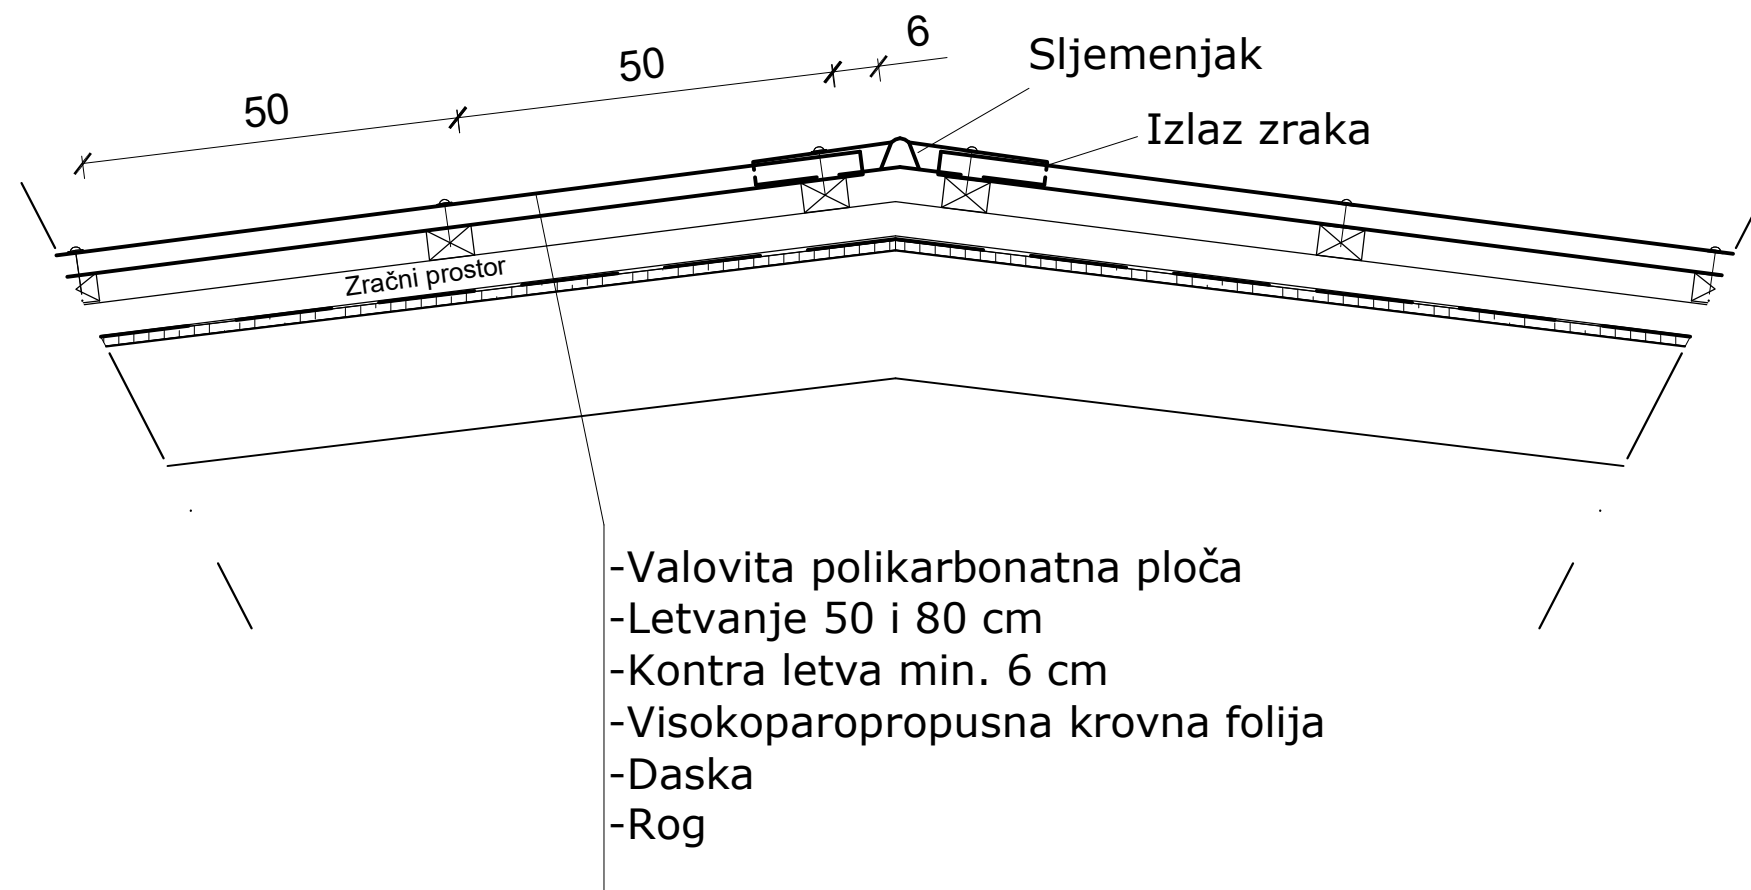 6
50
50
Sljemenjak
Izlaz zraka
Zračni prostor
-Valovita polikarbonatna ploča
-Letvanje 50 i 80 cm
-Kontra letva min. 6 cm
-Visokoparopropusna krovna folija
-Daska
-Rog